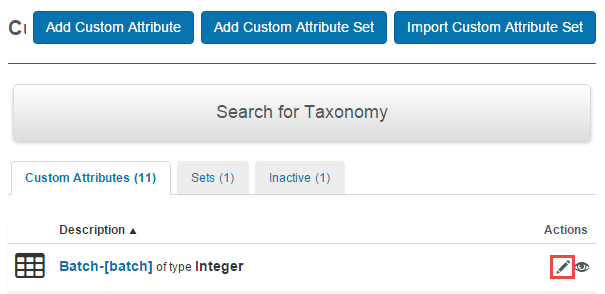 Add Custom Attribute Add Custom Attribute Set Import Custom Attribute Set
Search for Taxonomy
Custom Attributes (11) Sets (1) Inactive (1)
Description ▲ Actions
Batch-[batch] of type Integer